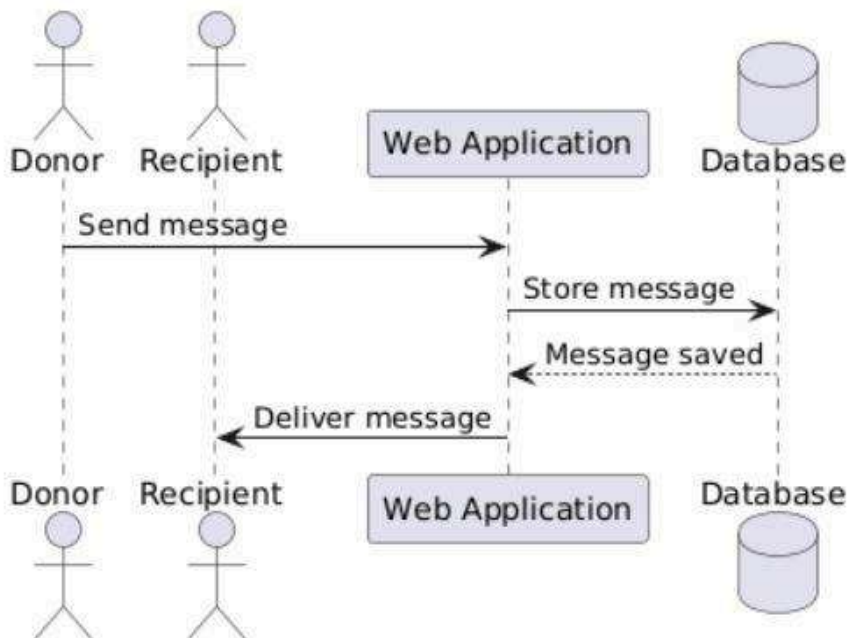 Donor
Recipient
Web Application
Database
Send message
Store message
Message saved
Deliver message
Donor
Recipient
Web Application
Database